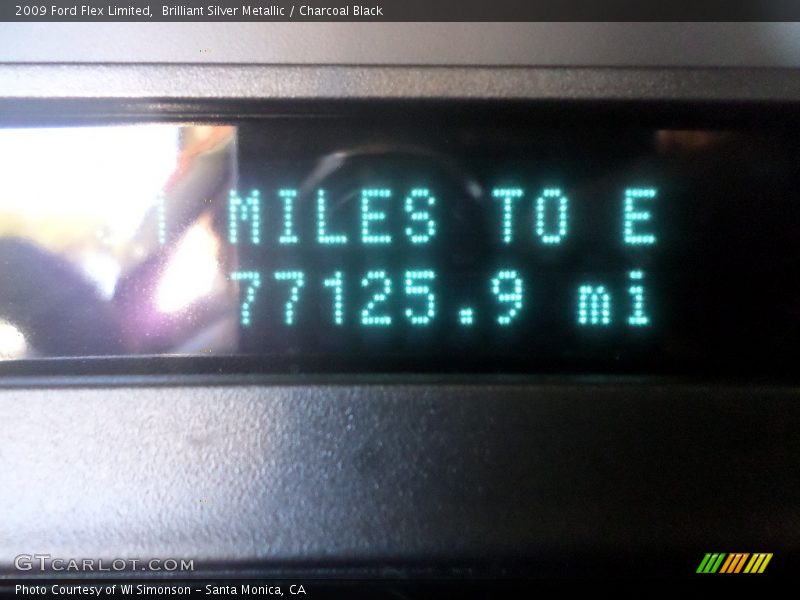 2009 Ford Flex Limited, Brilliant Silver Metallic / Charcoal Black
MILES TO E
77125.9 mi
GTCARLOT.COM
Photo Courtesy of WI Simonson - Santa Monica, CA